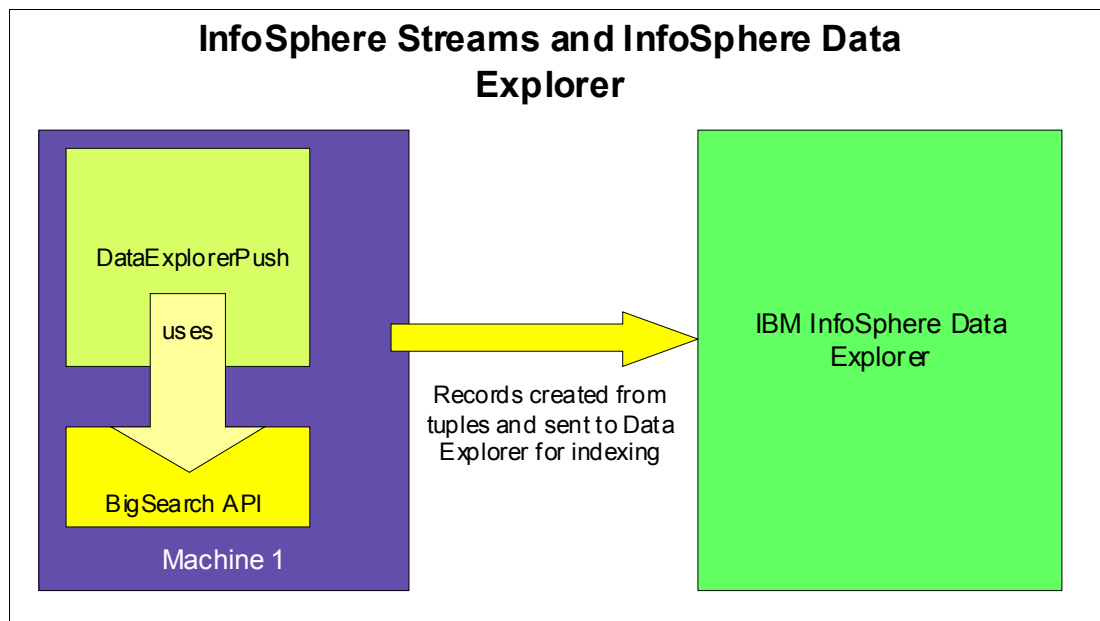 InfoSphere Streams and InfoSphere Data
Explorer
DataExplorerPush
uses
BigSearch API
Machine 1
Records created from
tuples and sent to Data
Explorer for indexing
IBM InfoSphere Data
Explorer